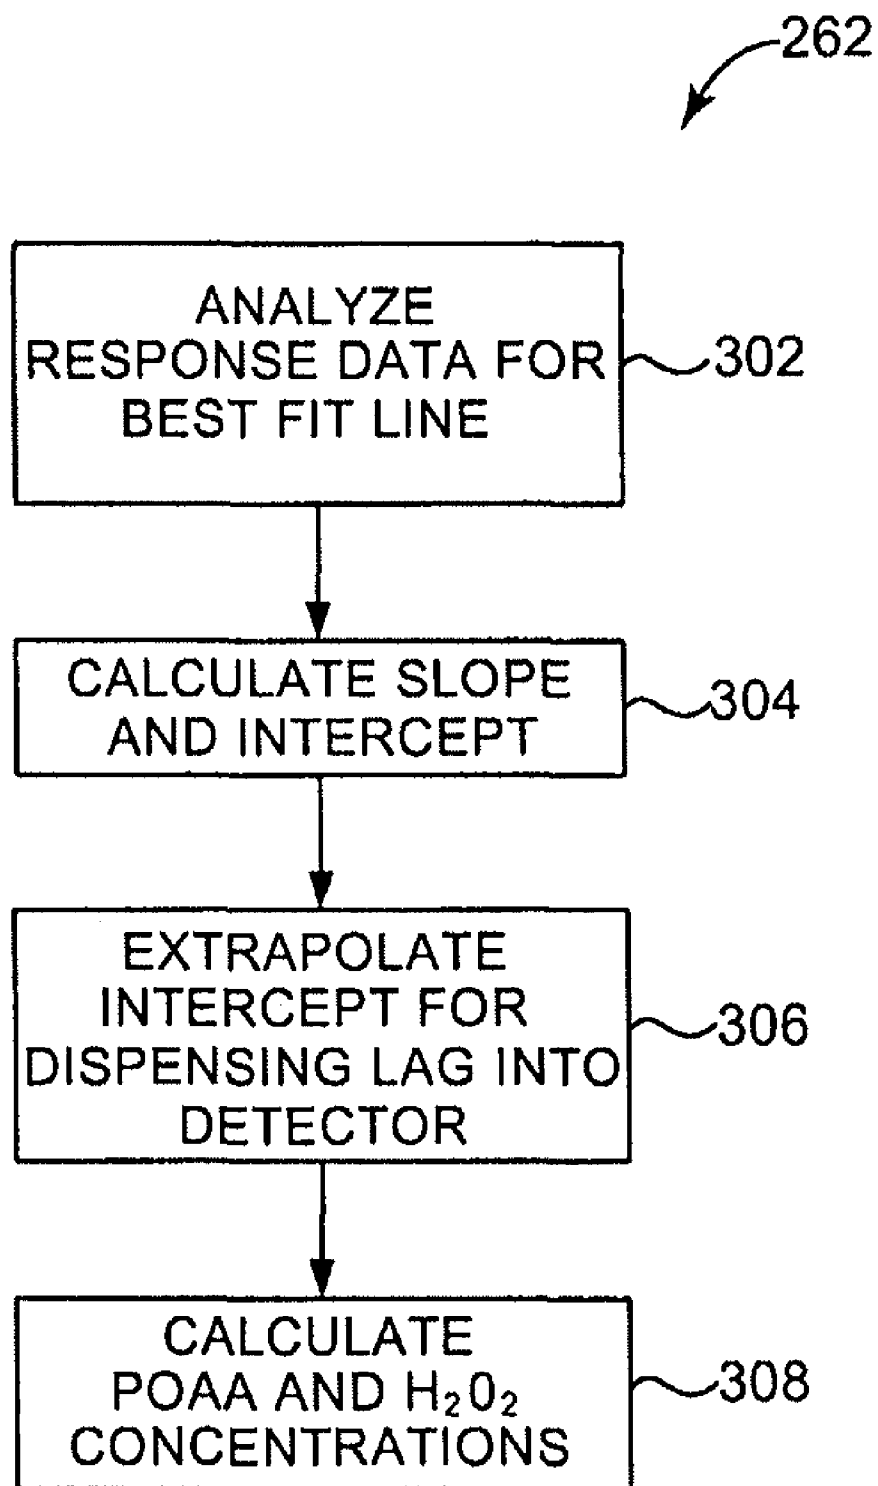 262
ANALYZE
RESPONSE DATA FOR
BEST FIT LINE
302
CALCULATE SLOPE
AND INTERCEPT
304
EXTRAPOLATE
INTERCEPT FOR
DISPENSING LAG INTO
DETECTOR
306
CALCULATE
POAA AND H₂0₂
CONCENTRATIONS
308